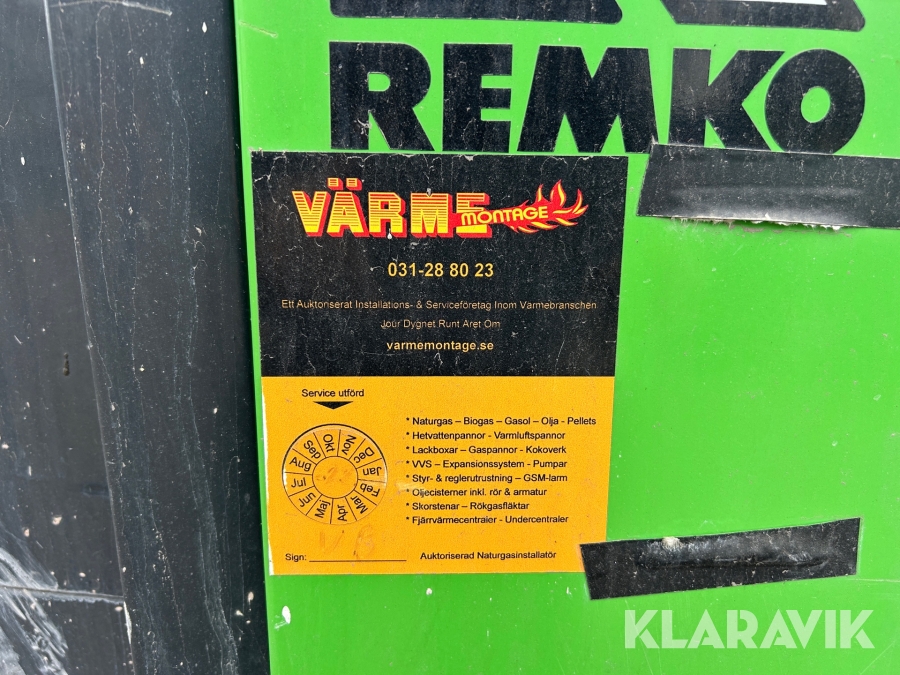 REMKO
VÄRME
MONTAGE
031-28 80 23
Ett Auktoriserat Installations- & Serviceföretag Inom Värmebranschen
Jour Dygnet Runt Året Om
varmemontage.se
Service utförd
Jan
Feb
Mar
Apr
Maj
Jun
Jul
Aug
Sep
Okt
Nov
Dec
* Naturgas – Biogas – Gasol – Olja - Pellets
* Hetvattenpannor - Varmluftspannor
* Lackboxar – Gaspannor - Kokoverk
* VVS – Expansionssystem - Pumpar
* Styr- & reglerutrustning – GSM-larm
* Oljecisterner inkl. rör & armatur
* Skorstenar – Rökgasfläktar
* Fjärrvärmecentraler - Undercentraler
Sign:
Auktoriserad Naturgasinstallatör
KLARAVIK